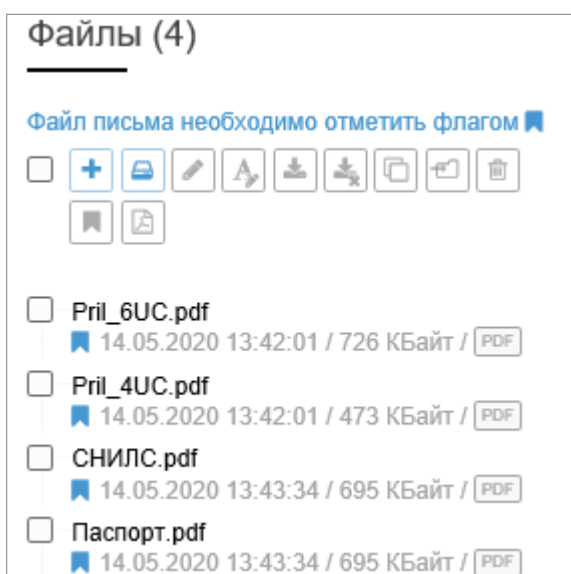 Файлы (4)
Файл письма необходимо отметить флагом
Pril_6UC.pdf
14.05.2020 13:42:01 / 726 КБайт / PDF
Pril_4UC.pdf
14.05.2020 13:42:01 / 473 КБайт / PDF
СНИЛС.pdf
14.05.2020 13:43:34 / 695 КБайт / PDF
Паспорт.pdf
14.05.2020 13:43:34 / 695 КБайт / PDF